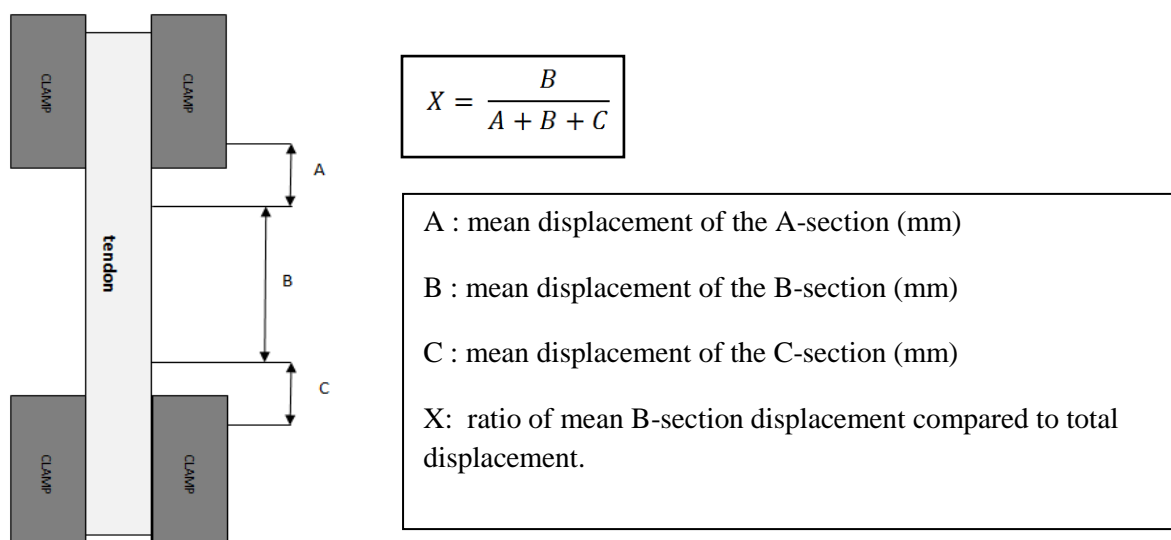 CLAMP
CLAMP
X = B / (A + B + C)
A
A : mean displacement of the A-section (mm)
tendon
B : mean displacement of the B-section (mm)
B
C : mean displacement of the C-section (mm)
C
X: ratio of mean B-section displacement compared to total
displacement.
CLAMP
CLAMP